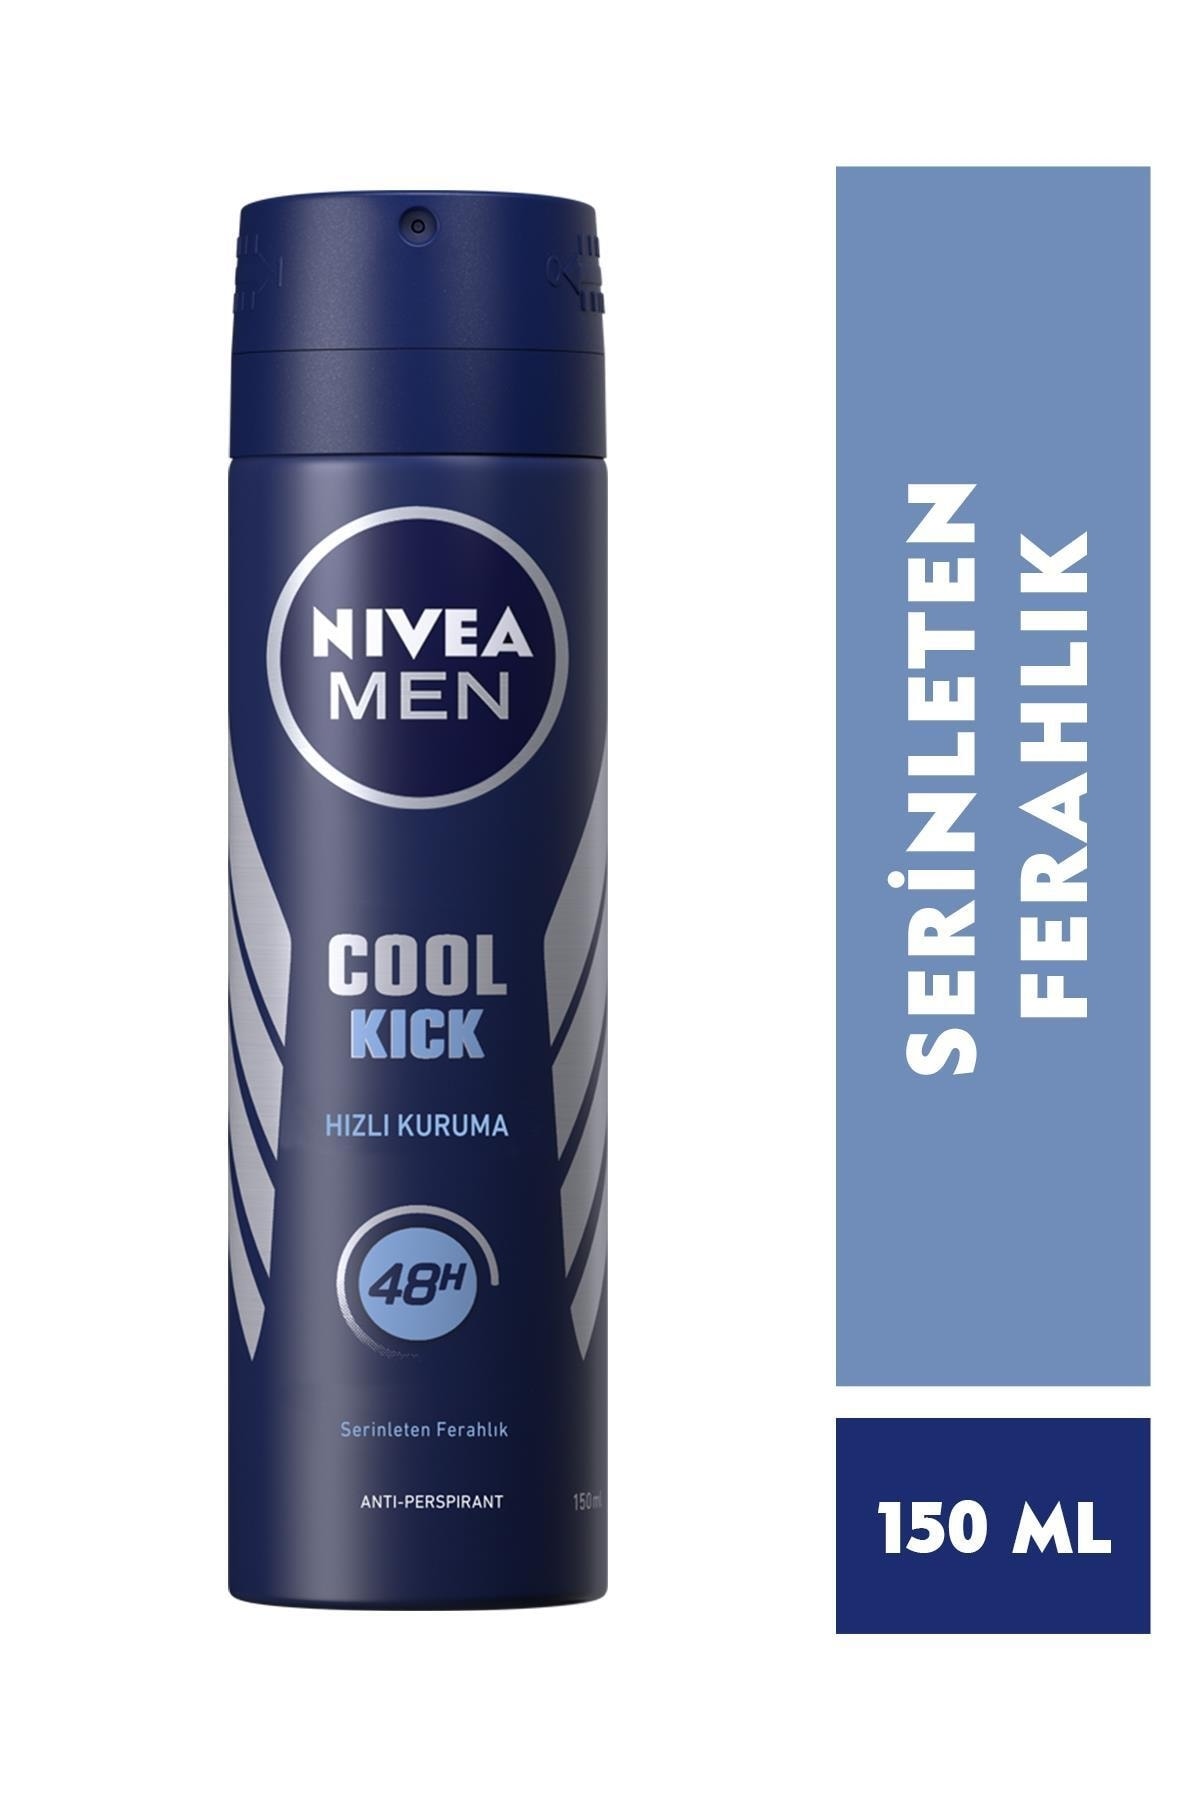 NIVEA
MEN
COOL
KICK
HIZLI KURUMA
48H
Serinleten Ferahlık
ANTI-PERSPIRANT
150ml
SERİNLETEN
FERAHLIK
150 ML